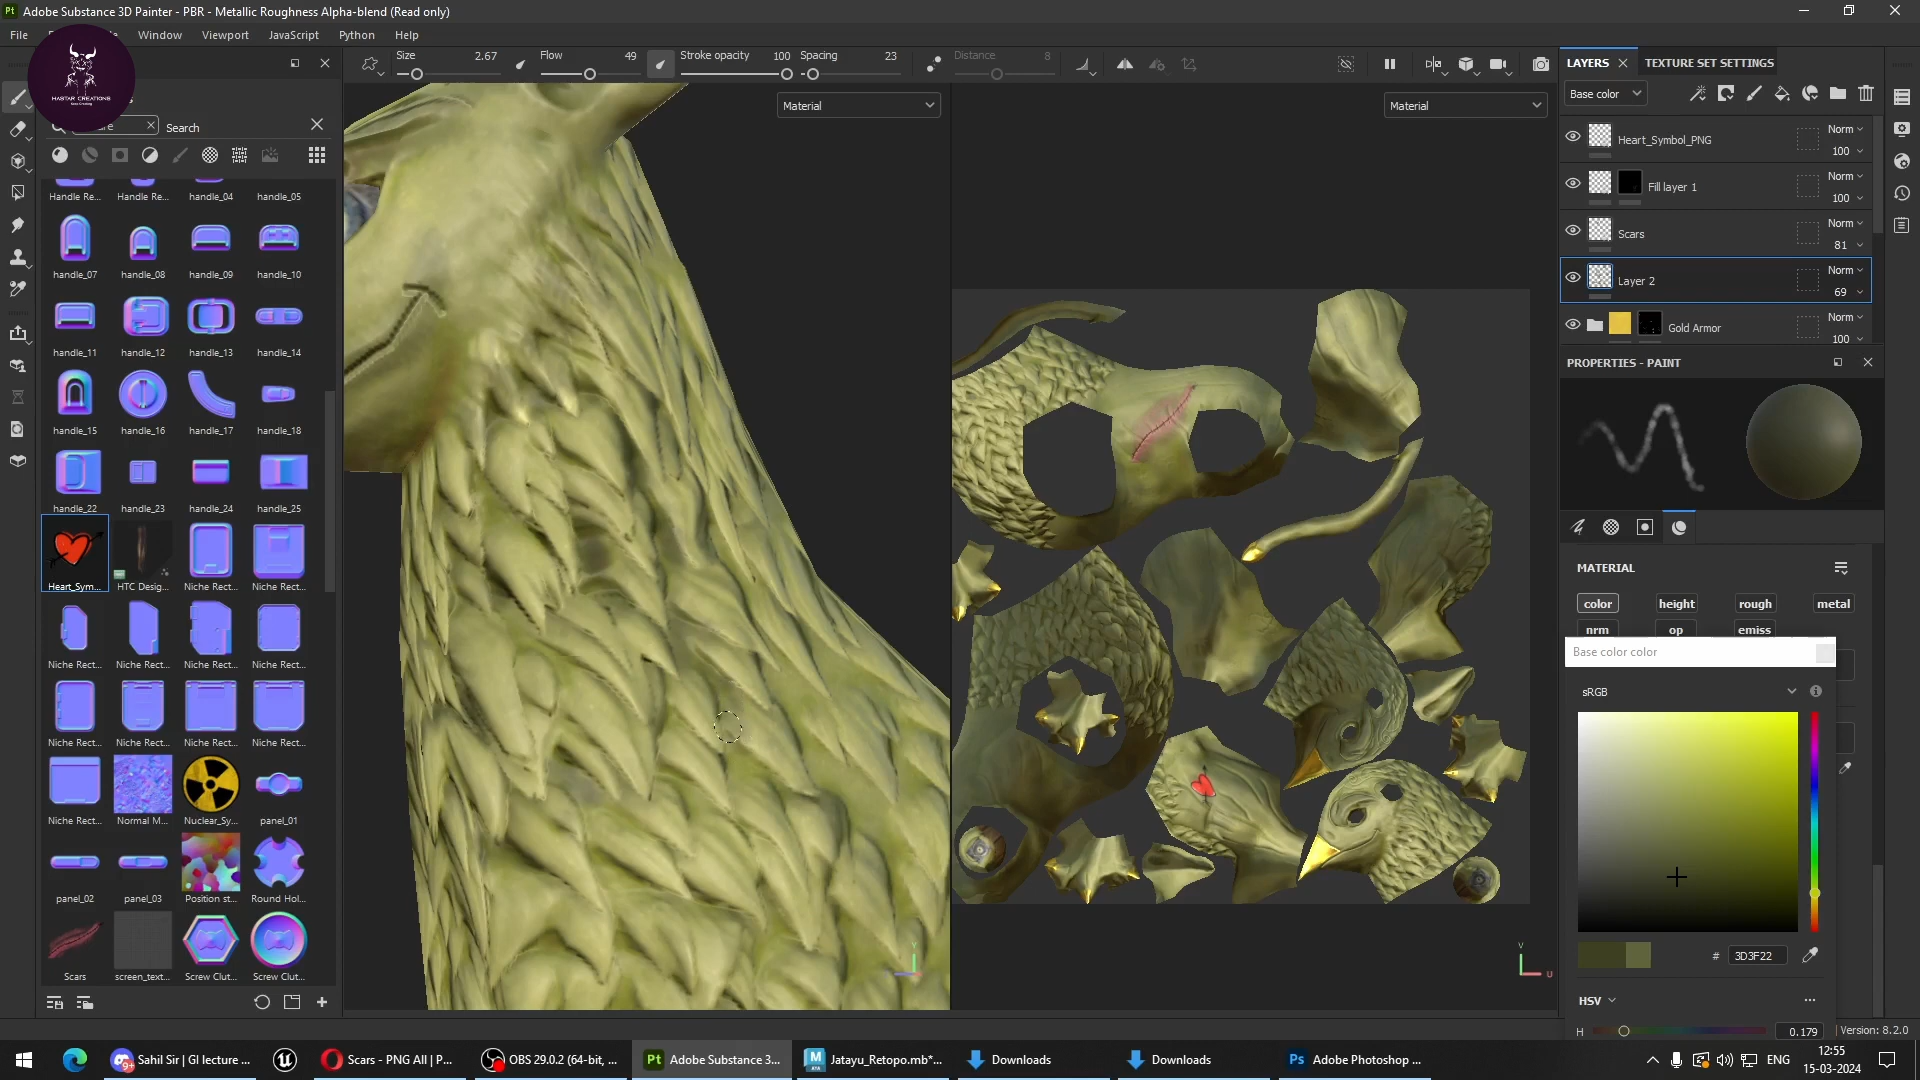 Adobe Substance 3D Painter - PBR - Metallic Roughness Alpha-blend (Read only)
File
Window
Viewport
JavaScript
Python
Help
HASTAR CREATIONS
Size
2.67
Flow
49
Stroke opacity
100
Spacing
23
Distance
8
Search
Material
Material
Handle Re...
Handle Re...
handle_04
handle_05
handle_07
handle_08
handle_09
handle_10
handle_11
handle_12
handle_13
handle_14
handle_15
handle_16
handle_17
handle_18
handle_22
handle_23
handle_24
handle_25
Heart_Sym...
HTC Desig...
Niche Rect...
Niche Rect...
Niche Rect...
Niche Rect...
Niche Rect...
Niche Rect...
Niche Rect...
Niche Rect...
Niche Rect...
Niche Rect...
Niche Rect...
Normal M...
Nuclear_Sy...
panel_01
panel_02
panel_03
Position st...
Round Hol...
Scars
screen_text...
Screw Clut...
Screw Clut...
Y
V
U
LAYERS
TEXTURE SET SETTINGS
Base color
Heart_Symbol_PNG
Norm
100
Fill layer 1
Norm
100
Scars
Norm
81
Layer 2
Norm
69
Gold Armor
Norm
100
PROPERTIES - PAINT
MATERIAL
color
height
rough
metal
nrm
op
emiss
Base color color
sRGB
#
3D3F22
HSV
H
0.179
Version: 8.2.0
9+
Sahil Sir | GI lecture ...
Scars - PNG All | P...
OBS 29.0.2 (64-bit, ...
Pt
Adobe Substance 3...
Jatayu_Retopo.mb*...
Downloads
Downloads
Ps
Adobe Photoshop ...
ENG
12:55
15-03-2024